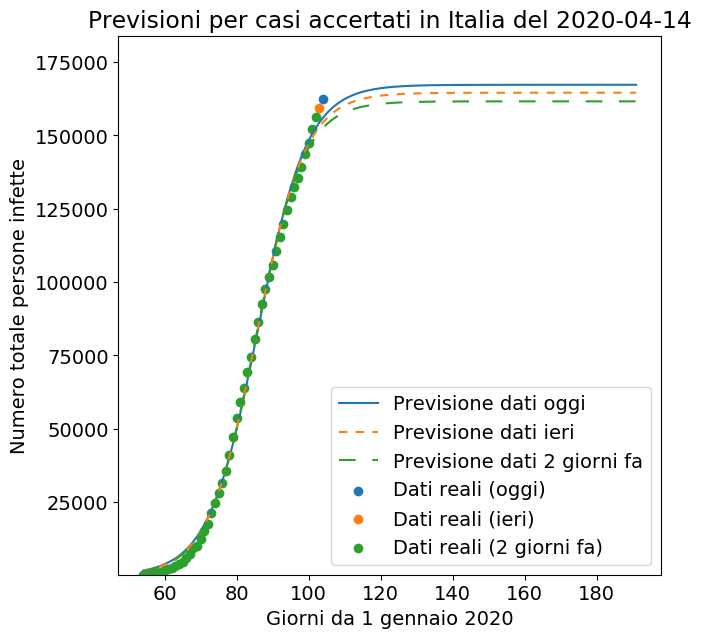 Previsioni per casi accertati in Italia del 2020-04-14
Numero totale persone infette
175000
150000
125000
100000
75000
50000
25000
60 80 100 120 140 160 180
Giorni da 1 gennaio 2020
Previsione dati oggi
Previsione dati ieri
Previsione dati 2 giorni fa
Dati reali (oggi)
Dati reali (ieri)
Dati reali (2 giorni fa)